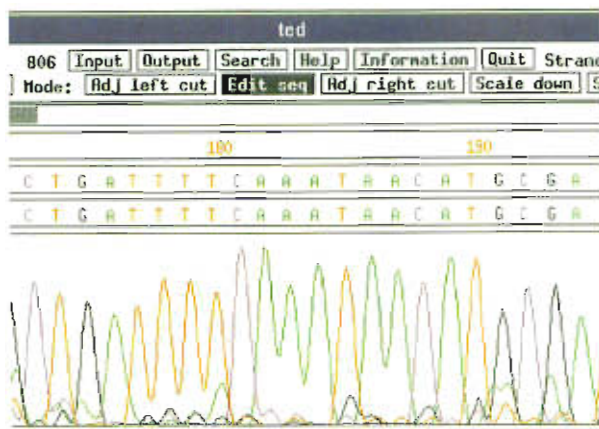 ted
806 Input Output Search Help Information Quit Stran
Mode: Adj left cut Edit seq Adj right cut Scale down
180 190
C T G A T T T T C A A A T A A C A T G C G A
C T G A T T T T C A A A T A A C A T G C G A